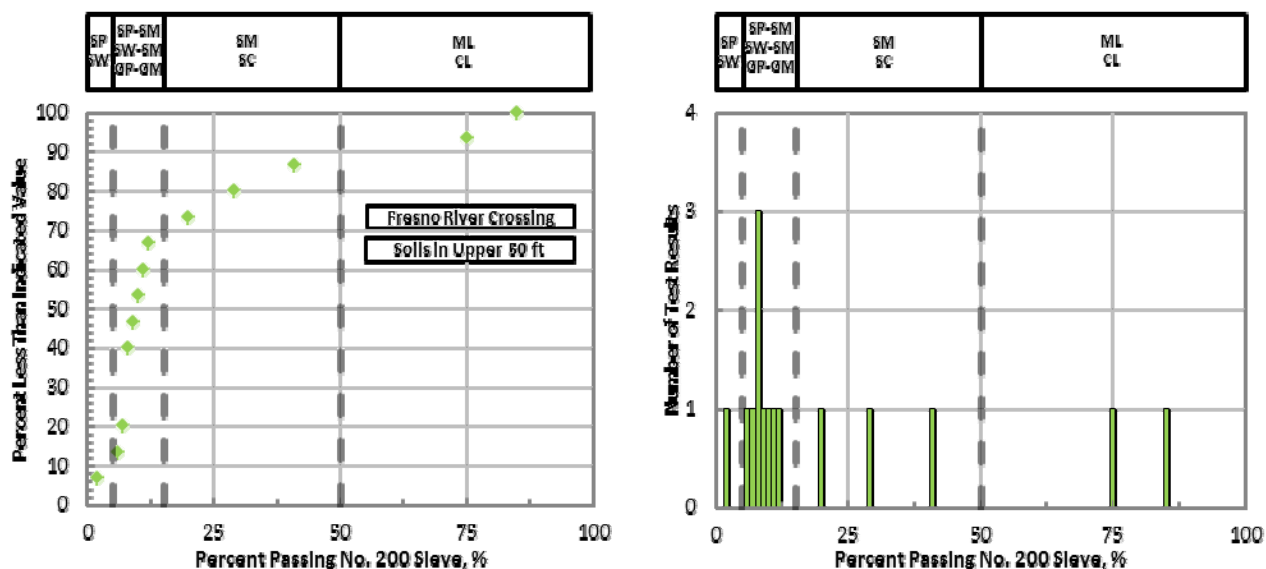 SP
SW
SP-SM
SW-SM
GP-GM
SM
SC
ML
CL
100
90
80
70
60
50
40
30
20
10
0
Percent Less Than Indicated Value
Fresno River Crossing
Soils in Upper 50 ft
0
25
50
75
100
Percent Passing No. 200 Sieve, %
SP
SW
SP-SM
SW-SM
GP-GM
SM
SC
ML
CL
4
3
2
1
0
Number of Test Results
0
25
50
75
100
Percent Passing No. 200 Sieve, %